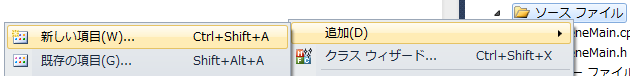 新しい項目(W)... Ctrl+Shift+A
既存の項目(G)... Shift+Alt+A
追加(D)
クラス ウィザード... Ctrl+Shift+X
ソース ファイル
neMain.cp
neMain.h
ー ファイル